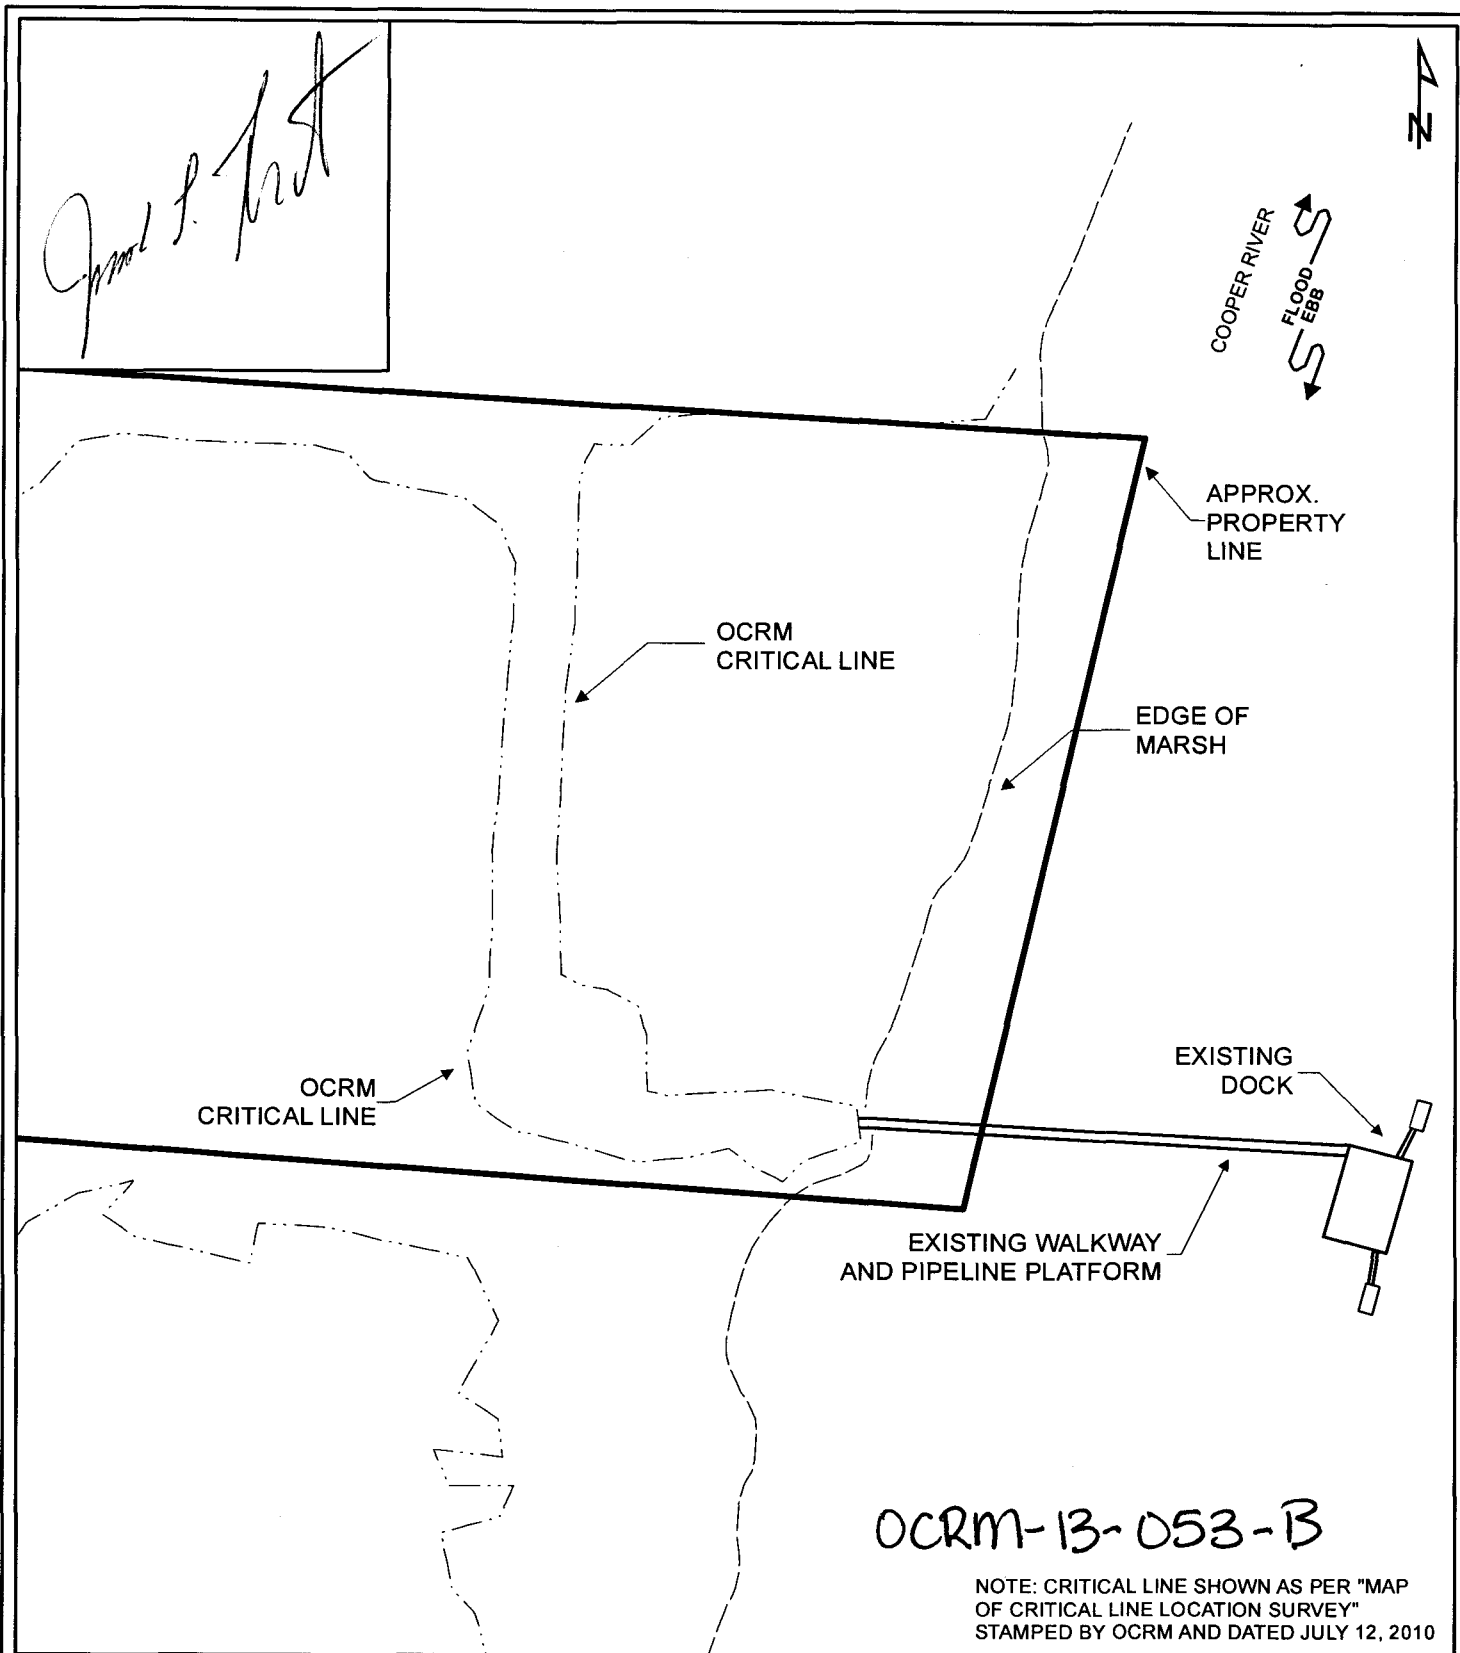 N
COOPER RIVER
FLOOD
EBB
APPROX.
PROPERTY
LINE
OCRM
CRITICAL LINE
EDGE OF
MARSH
OCRM
CRITICAL LINE
EXISTING
DOCK
EXISTING WALKWAY
AND PIPELINE PLATFORM
OCRM-13-053-B
NOTE: CRITICAL LINE SHOWN AS PER "MAP
OF CRITICAL LINE LOCATION SURVEY"
STAMPED BY OCRM AND DATED JULY 12, 2010